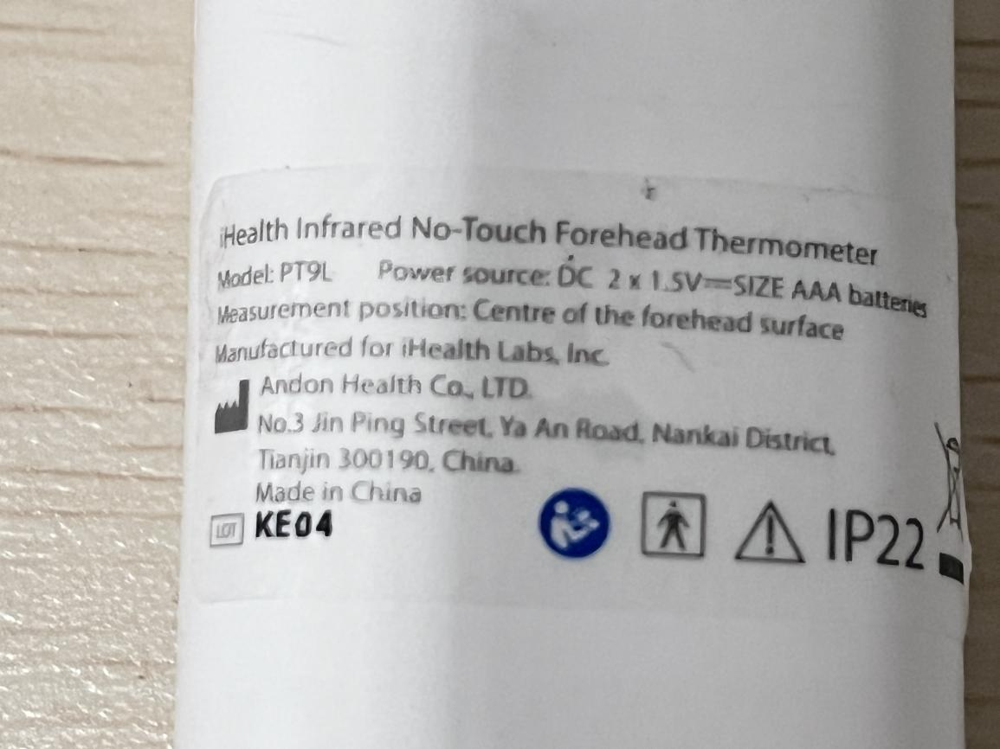 iHealth Infrared No-Touch Forehead Thermometer
Model: PT9L Power source: DC 2 x 1.5V⎓SIZE AAA batteries
Measurement position: Centre of the forehead surface
Manufactured for iHealth Labs, Inc.
Andon Health Co., LTD.
No.3 Jin Ping Street, Ya An Road, Nankai District,
Tianjin 300190, China.
Made in China
LOT KE04
IP22